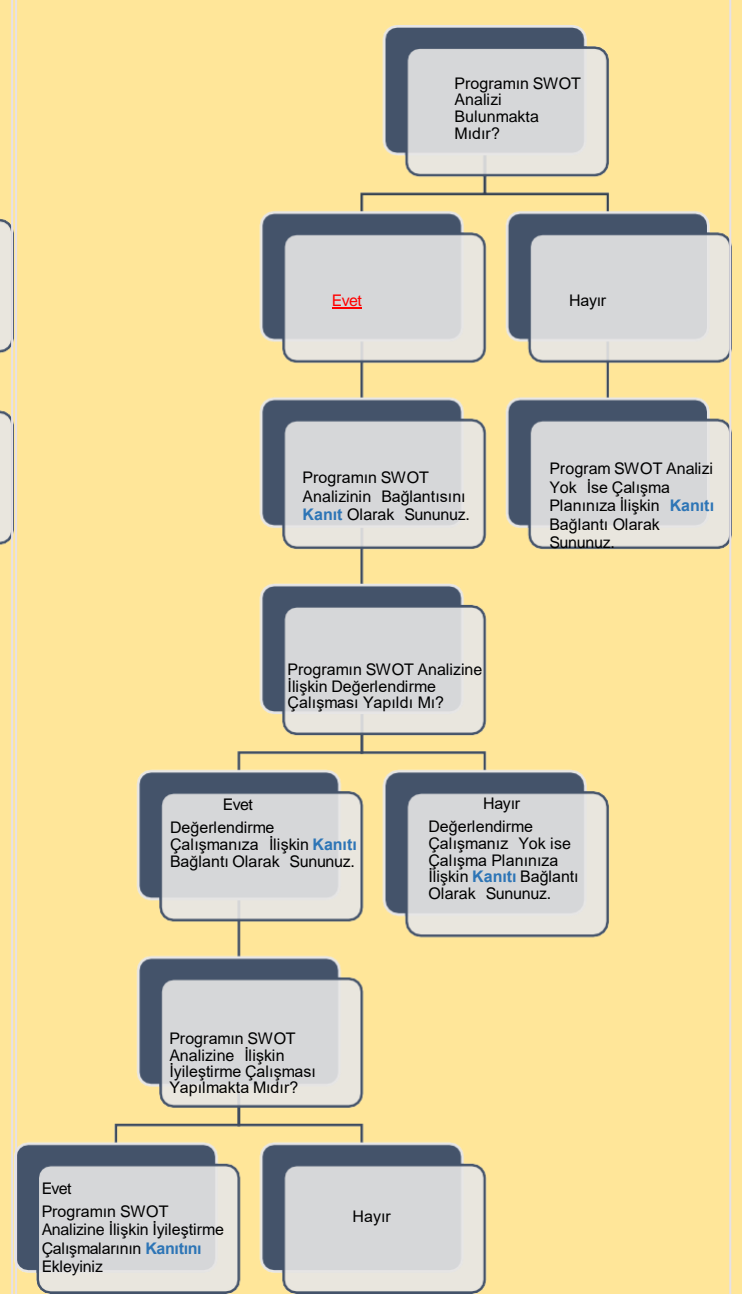 Programın SWOT
Analizi
Bulunmakta
Mıdır?
Evet
Hayır
Programın SWOT
Analizinin Bağlantısını
Kanıt Olarak Sununuz.
Program SWOT Analizi
Yok İse Çalışma
Planınıza İlişkin Kanıtı
Bağlantı Olarak
Sununuz.
Programın SWOT Analizine
İlişkin Değerlendirme
Çalışması Yapıldı Mı?
Evet
Değerlendirme
Çalışmanıza İlişkin Kanıtı
Bağlantı Olarak Sununuz.
Hayır
Değerlendirme
Çalışmanız Yok ise
Çalışma Planınıza
İlişkin Kanıtı Bağlantı
Olarak Sununuz.
Programın SWOT
Analizine İlişkin
İyileştirme Çalışması
Yapılmakta Mıdır?
Evet
Programın SWOT
Analizine İlişkin İyileştirme
Çalışmalarının Kanıtını
Ekleyiniz
Hayır